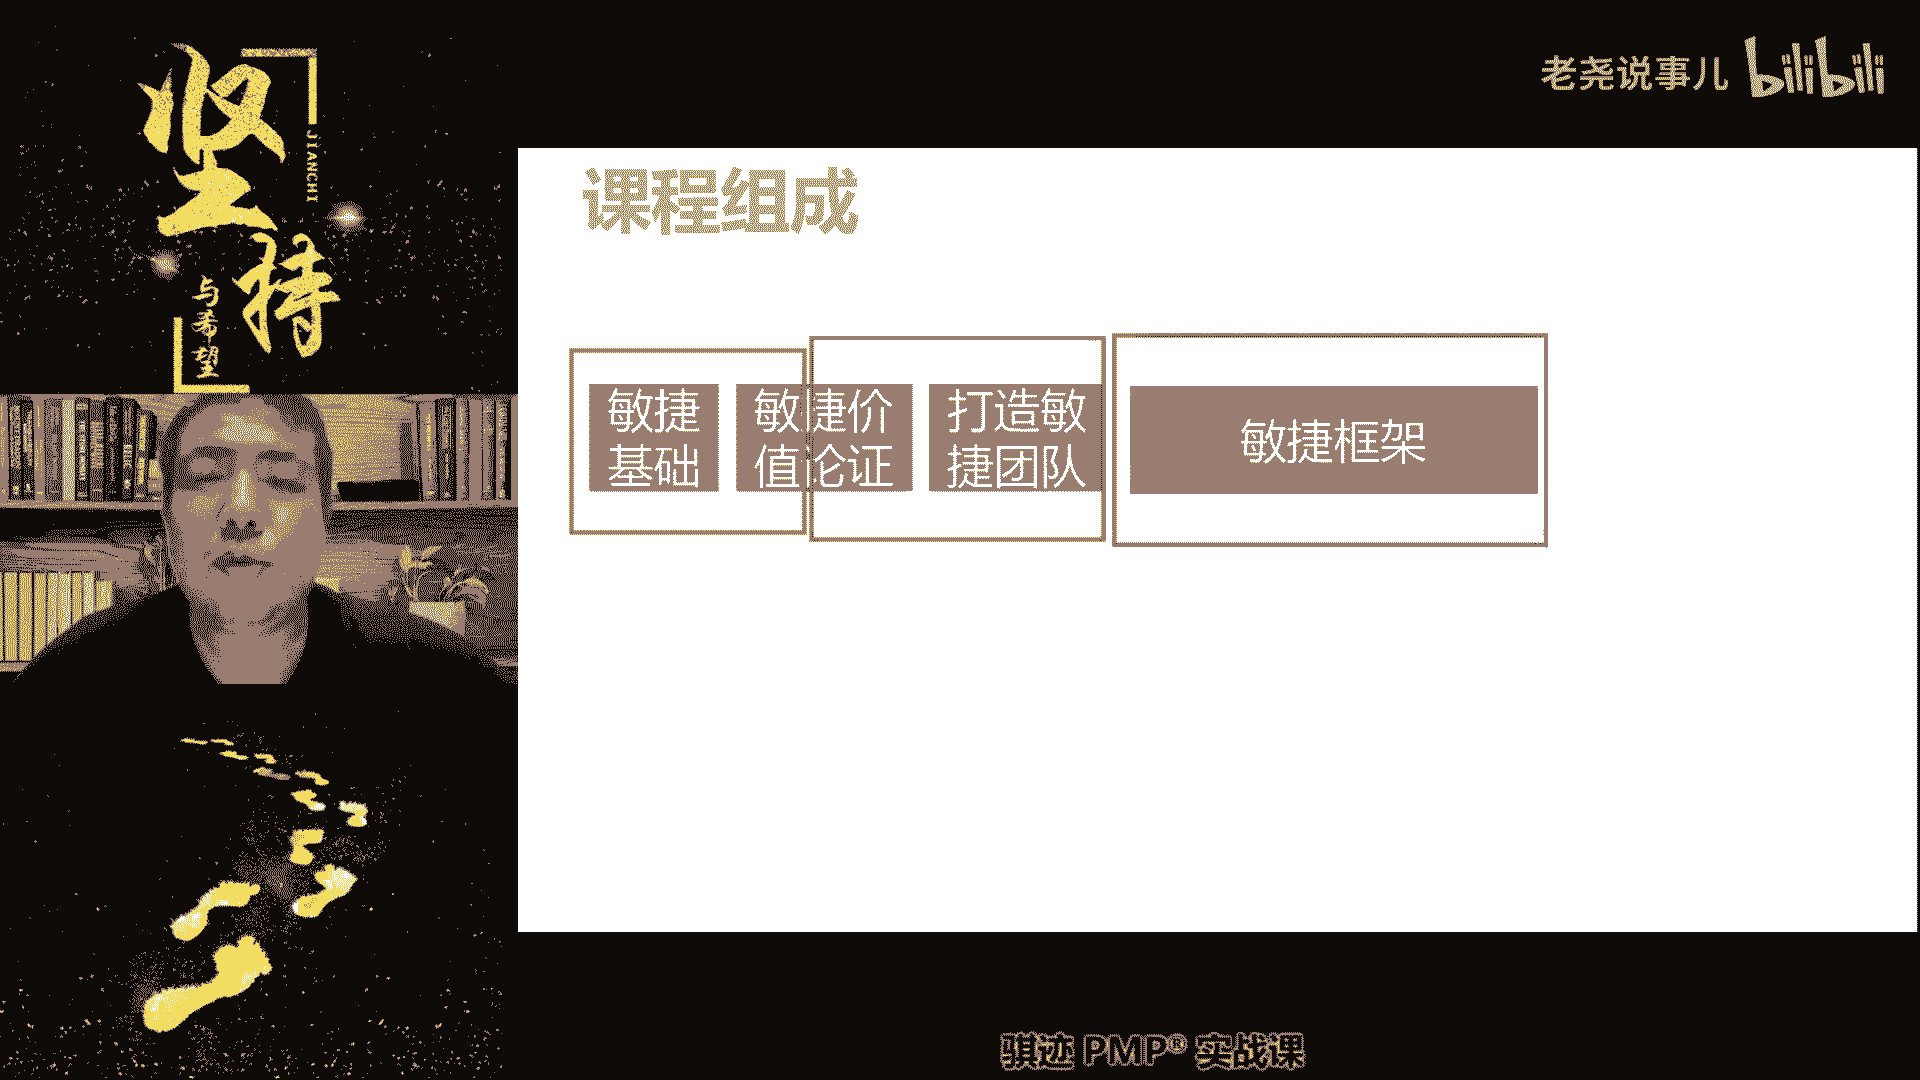 坚持
JIANCHI
与希望
老尧说事儿 bilibili
课程组成
敏捷
基础
敏捷价
值论证
打造敏
捷团队
敏捷框架
骐迹 PMP® 实战课